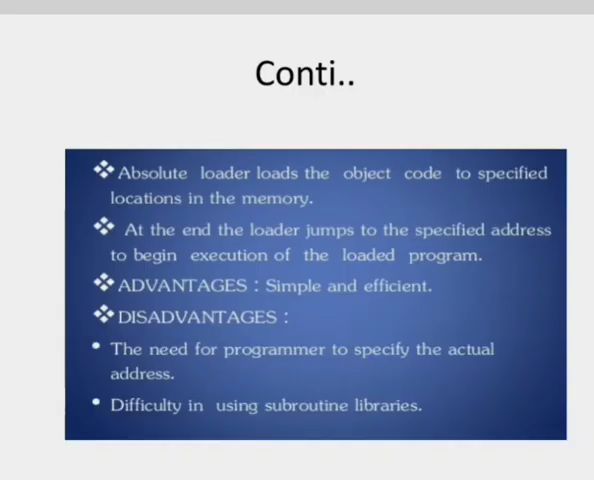 Conti..
❖Absolute loader loads the object code to specified
locations in the memory.
❖ At the end the loader jumps to the specified address
to begin execution of the loaded program.
❖ADVANTAGES : Simple and efficient.
❖DISADVANTAGES :
• The need for programmer to specify the actual
address.
• Difficulty in using subroutine libraries.